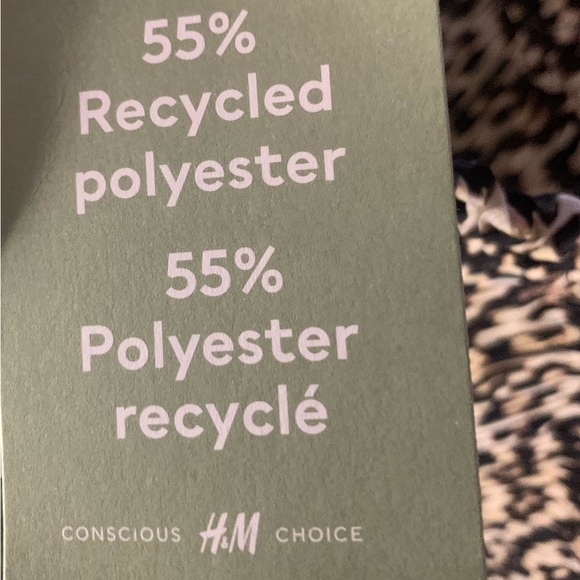 55%
Recycled
polyester
55%
Polyester
recyclé
CONSCIOUS H&M CHOICE